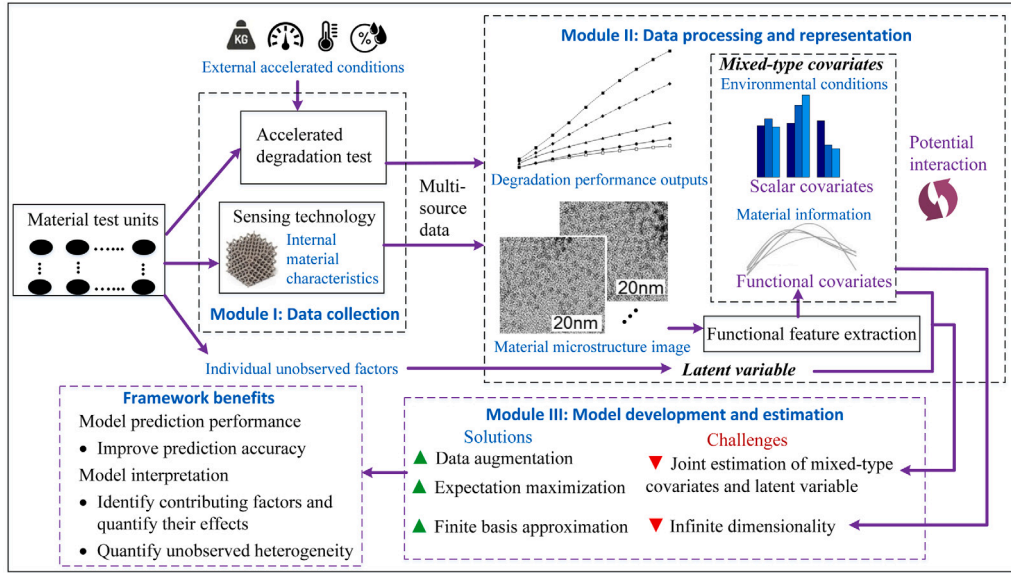 KG
%
External accelerated conditions
Accelerated
degradation test
Material test units
......
......
Sensing technology
Internal
material
characteristics
Module I: Data collection
Multi-
source
data
Individual unobserved factors
Module II: Data processing and representation
Degradation performance outputs
20nm
20nm
Material microstructure image
Mixed-type covariates
Environmental conditions
Scalar covariates
Material information
Functional covariates
Potential
interaction
Functional feature extraction
Latent variable
Module III: Model development and estimation
Solutions
Data augmentation
Expectation maximization
Finite basis approximation
Challenges
Joint estimation of mixed-type
covariates and latent variable
Infinite dimensionality
Framework benefits
Model prediction performance
• Improve prediction accuracy
Model interpretation
• Identify contributing factors and
quantify their effects
• Quantify unobserved heterogeneity